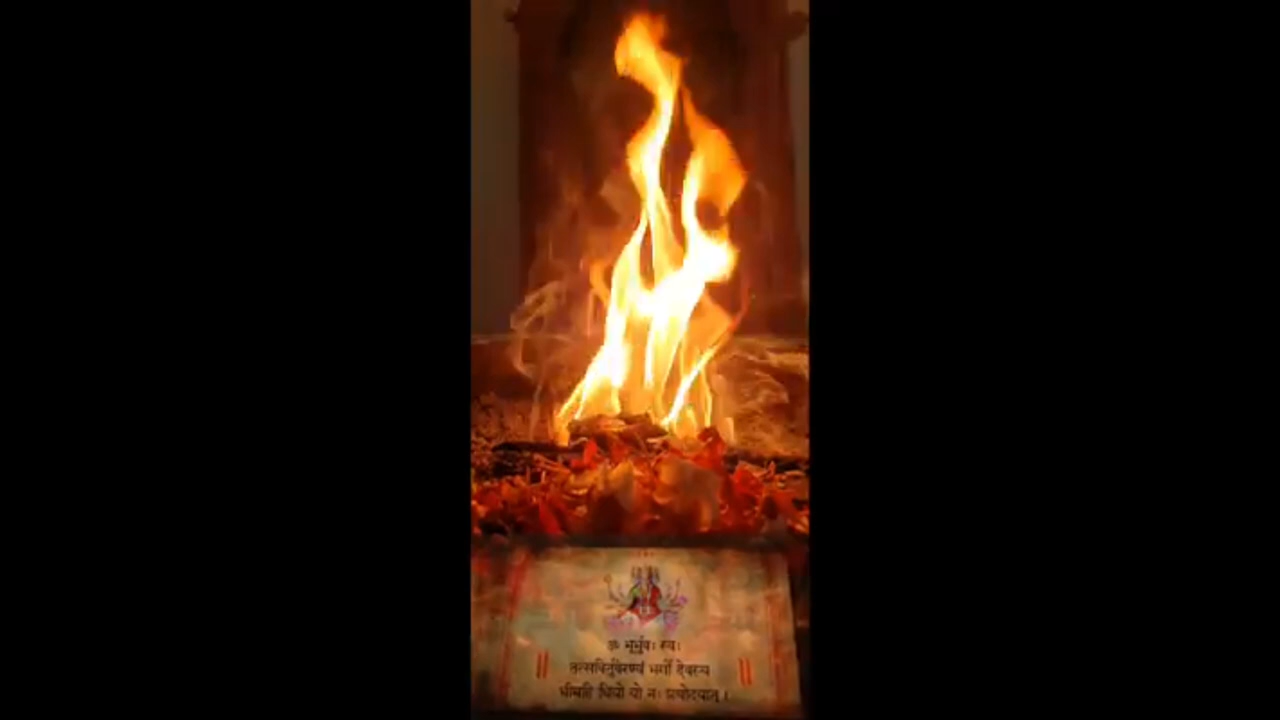 ॐ भूर्भुवः स्वः
तत्सवितुर्वरेण्यं भर्गो देवस्य
धीमहि धियो यो नः प्रचोदयात् ।